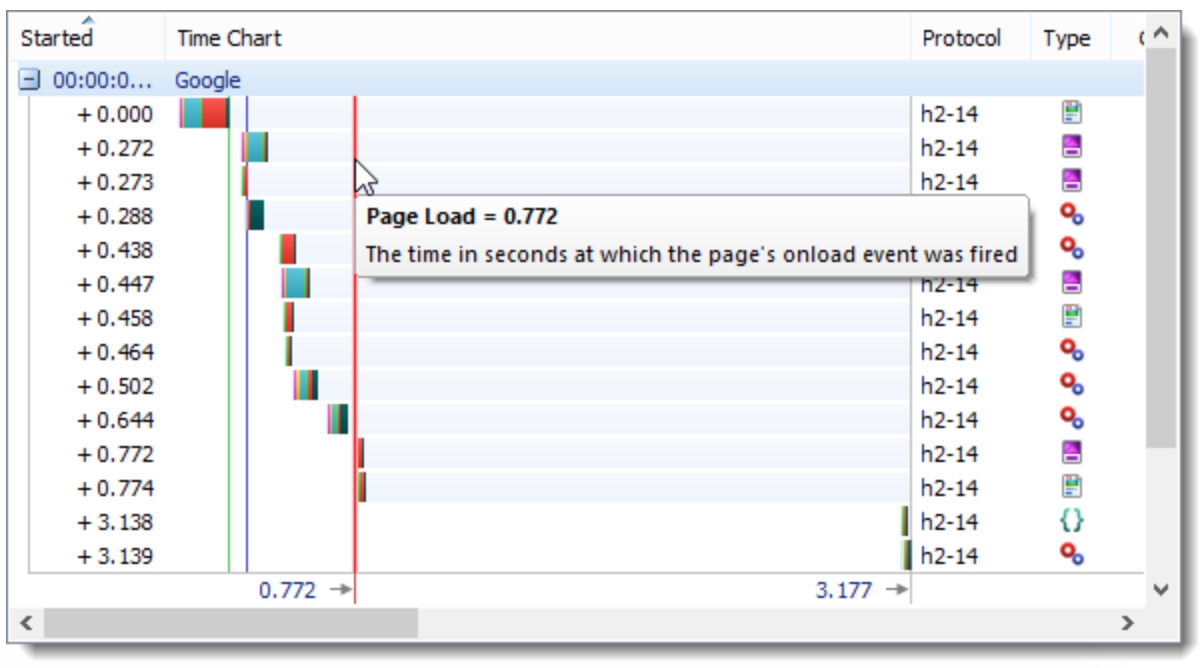 Started Time Chart Protocol Type
00:00:0... Google
+ 0.000 h2-14
+ 0.272 h2-14
+ 0.273 h2-14
+ 0.288
Page Load = 0.772
+ 0.438
The time in seconds at which the page's onload event was fired
+ 0.447 h2-14
+ 0.458 h2-14
+ 0.464 h2-14
+ 0.502 h2-14
+ 0.644 h2-14
+ 0.772 h2-14
+ 0.774 h2-14
+ 3.138 {} h2-14
+ 3.139 h2-14
0.772 → 3.177 →